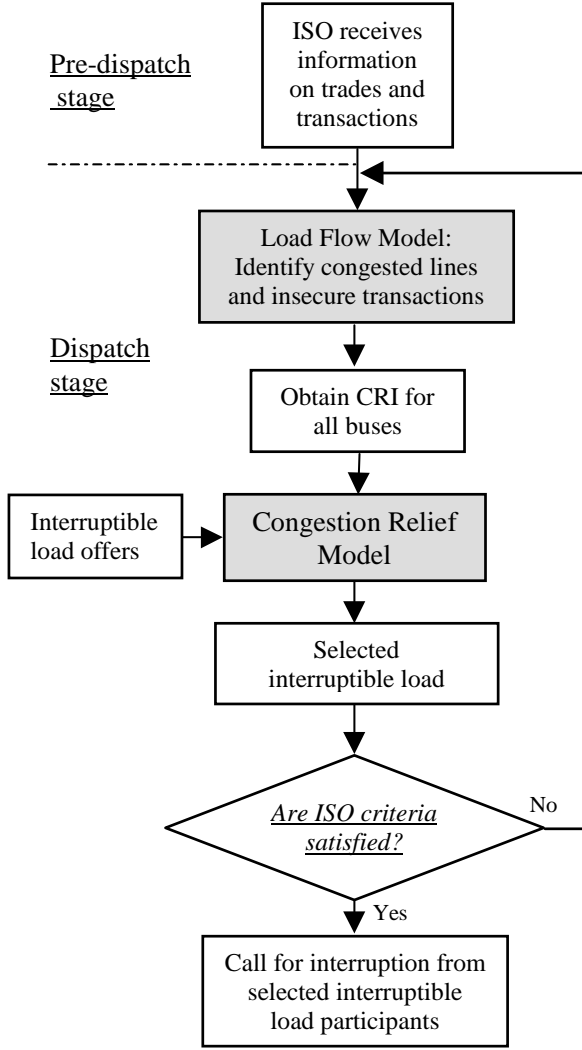 ISO receives
information
on trades and
transactions
Pre-dispatch
stage
Load Flow Model:
Identify congested lines
and insecure transactions
Dispatch
stage
Obtain CRI for
all buses
Interruptible
load offers
Congestion Relief
Model
Selected
interruptible load
Are ISO criteria
satisfied?
No
Yes
Call for interruption from
selected interruptible
load participants